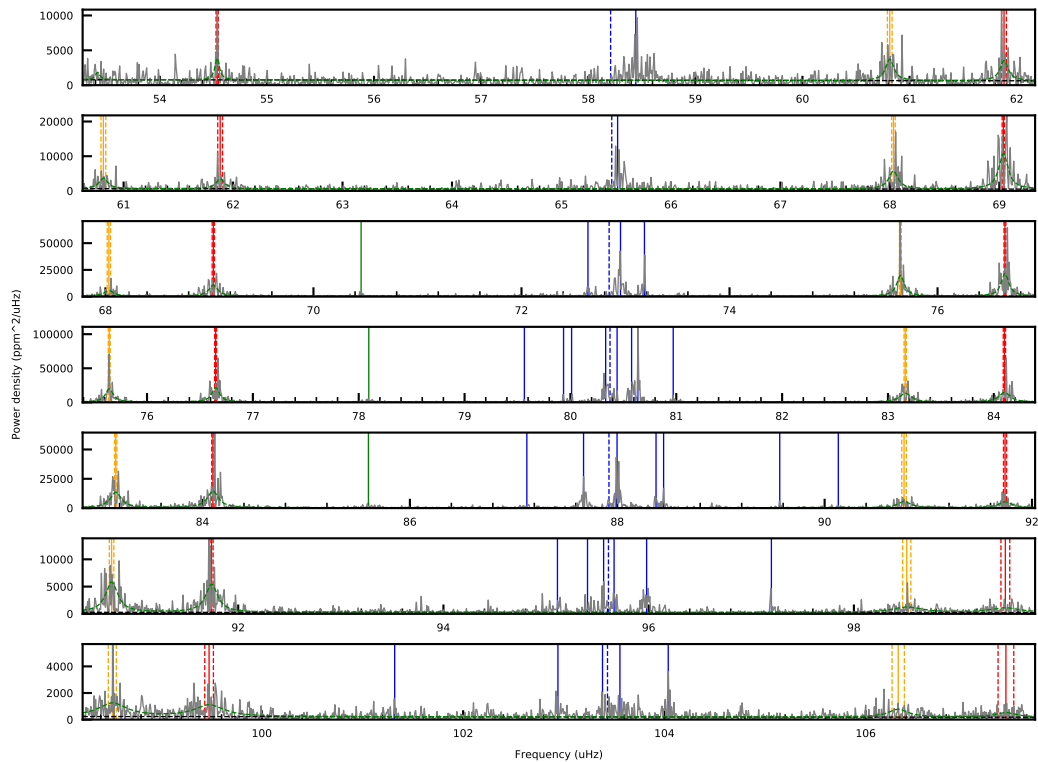 10000
5000
0
54 55 56 57 58 59 60 61 62
20000
10000
0
61 62 63 64 65 66 67 68 69
50000
25000
0
68 70 72 74 76
100000
50000
0
76 77 78 79 80 81 82 83 84
50000
25000
0
84 86 88 90 92
10000
5000
0
92 94 96 98
4000
2000
0
100 102 104 106
Power density (ppm^2/uHz)
Frequency (uHz)